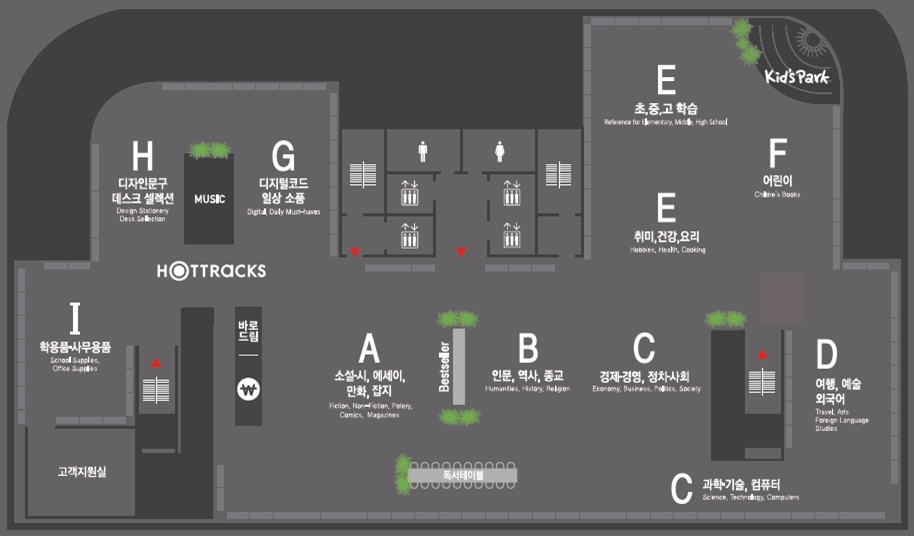 Kid'sPark
E
초,중,고 학습
Reference for Elementary, Middle, High School
F
어린이
Childre's Books
E
취미,건강,요리
Hobbies, Health, Cooking
H
디자인문구
데스크 셀렉션
Design Stationery
Desk Sellection
MUSIC
G
디지털코드
일상 소품
Digital, Daily Must-haves
HOTTRACKS
I
학용품·사무용품
School Supplies,
Office Supplies
바로
드림
₩
A
소설·시, 에세이,
만화, 잡지
Fiction, Non-Fiction, Potery,
Comics, Magazines
Bestseller
B
인문, 역사, 종교
Humanities, History, Religion
C
경제·경영, 정치·사회
Economy, Business, Politics, Society
D
여행, 예술
외국어
Travel, Arts
Foreign Language
Studies
고객지원실
독서테이블
C
과학·기술, 컴퓨터
Science, Technology, Computers